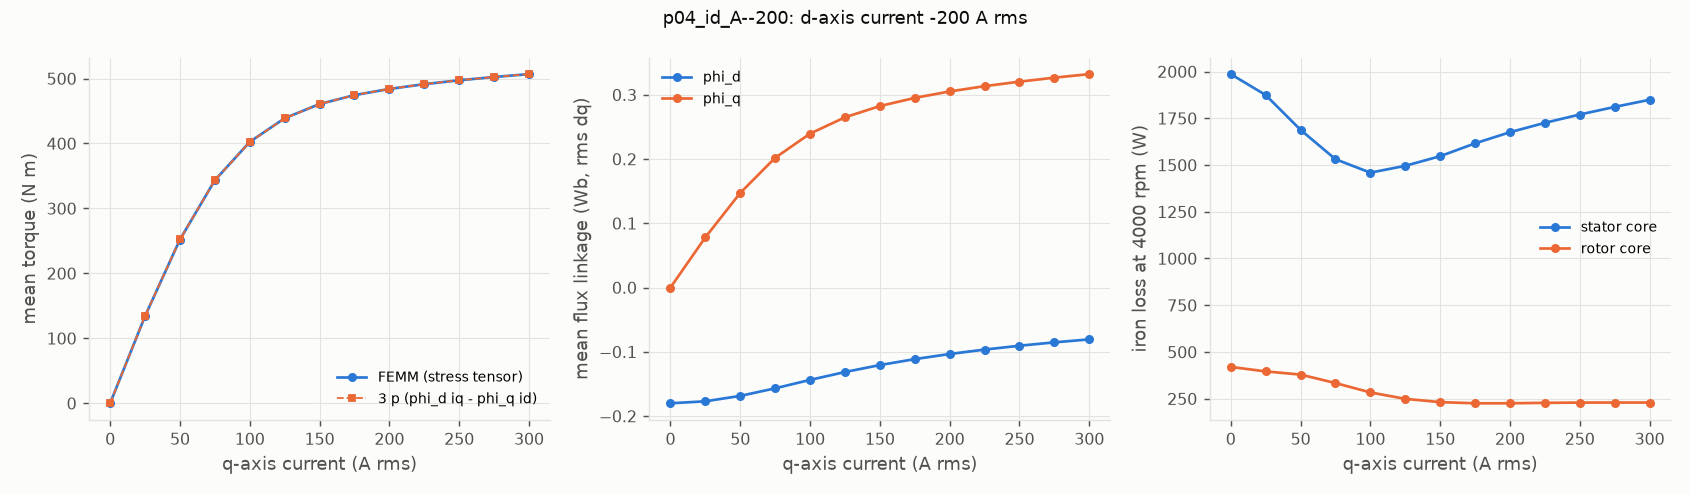 p04_id_A--200: d-axis current -200 A rms
mean torque (N m)
500
400
300
200
100
0
0 50 100 150 200 250 300
q-axis current (A rms)
FEMM (stress tensor)
3 p (phi_d iq - phi_q id)
mean flux linkage (Wb, rms dq)
0.3
0.2
0.1
0.0
−0.1
−0.2
0 50 100 150 200 250 300
q-axis current (A rms)
phi_d
phi_q
iron loss at 4000 rpm (W)
2000
1750
1500
1250
1000
750
500
250
0 50 100 150 200 250 300
q-axis current (A rms)
stator core
rotor core